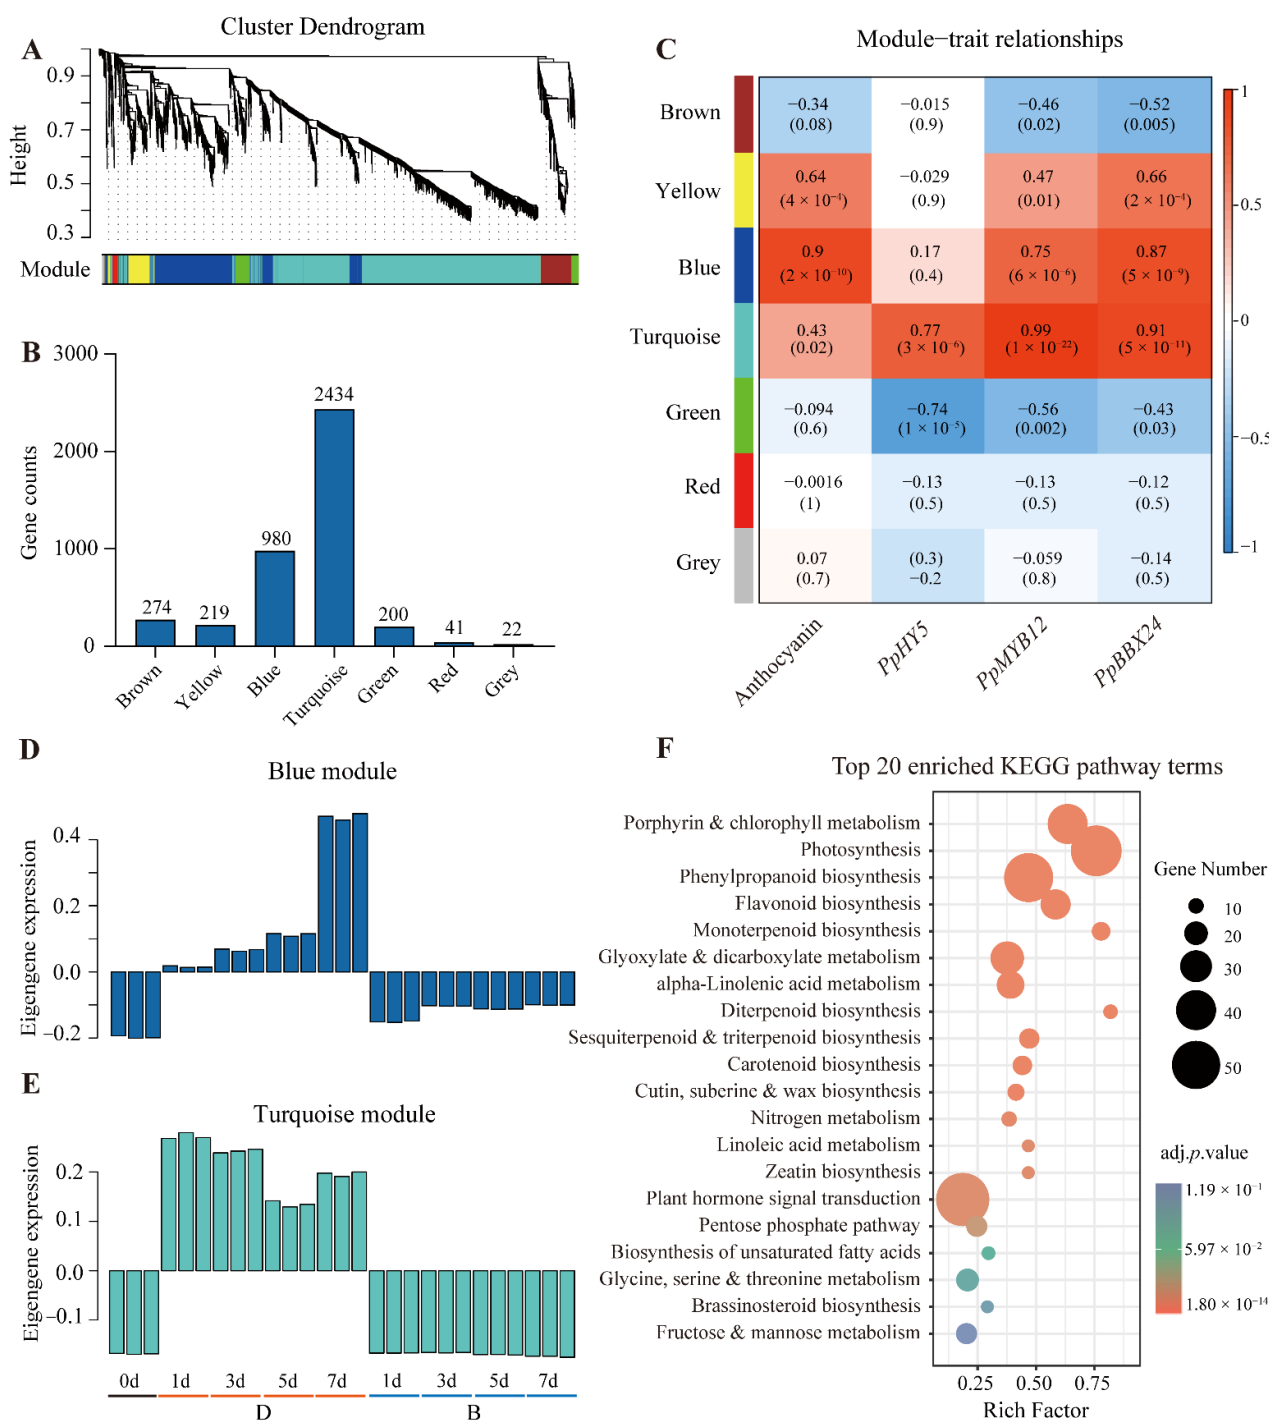 A
Cluster Dendrogram
Height
0.9
0.7
0.5
0.3
Module
B
Gene counts
3000
2000
1000
0
274
219
980
2434
200
41
22
Brown
Yellow
Blue
Turquoise
Green
Red
Grey
C
Module−trait relationships
Brown
−0.34 −0.015 −0.46 −0.52
(0.08) (0.9) (0.02) (0.005)
Yellow
0.64 −0.029 0.47 0.66
(4 × 10⁻⁴) (0.9) (0.01) (2 × 10⁻⁴)
Blue
0.9 0.17 0.75 0.87
(2 × 10⁻¹⁰) (0.4) (6 × 10⁻⁶) (5 × 10⁻⁹)
Turquoise
0.43 0.77 0.99 0.91
(0.02) (3 × 10⁻⁶) (1 × 10⁻²²) (5 × 10⁻¹¹)
Green
−0.094 −0.74 −0.56 −0.43
(0.6) (1 × 10⁻⁵) (0.002) (0.03)
Red
−0.0016 −0.13 −0.13 −0.12
(1) (0.5) (0.5) (0.5)
Grey
0.07 (0.3) −0.059 −0.14
(0.7) −0.2 (0.8) (0.5)
Anthocyanin
PpHY5
PpMYB12
PpBBX24
1
0.5
0
−0.5
−1
D
Blue module
Eigengene expression
0.4
0.2
0.0
−0.2
E
Turquoise module
Eigengene expression
0.2
0.1
0.0
−0.1
0d 1d 3d 5d 7d 1d 3d 5d 7d
D B
F
Top 20 enriched KEGG pathway terms
Porphyrin & chlorophyll metabolism
Photosynthesis
Phenylpropanoid biosynthesis
Flavonoid biosynthesis
Monoterpenoid biosynthesis
Glyoxylate & dicarboxylate metabolism
alpha-Linolenic acid metabolism
Diterpenoid biosynthesis
Sesquiterpenoid & triterpenoid biosynthesis
Carotenoid biosynthesis
Cutin, suberine & wax biosynthesis
Nitrogen metabolism
Linoleic acid metabolism
Zeatin biosynthesis
Plant hormone signal transduction
Pentose phosphate pathway
Biosynthesis of unsaturated fatty acids
Glycine, serine & threonine metabolism
Brassinosteroid biosynthesis
Fructose & mannose metabolism
0.25 0.50 0.75
Rich Factor
Gene Number
10
20
30
40
50
adj.p.value
1.19 × 10⁻¹
5.97 × 10⁻²
1.80 × 10⁻¹⁴